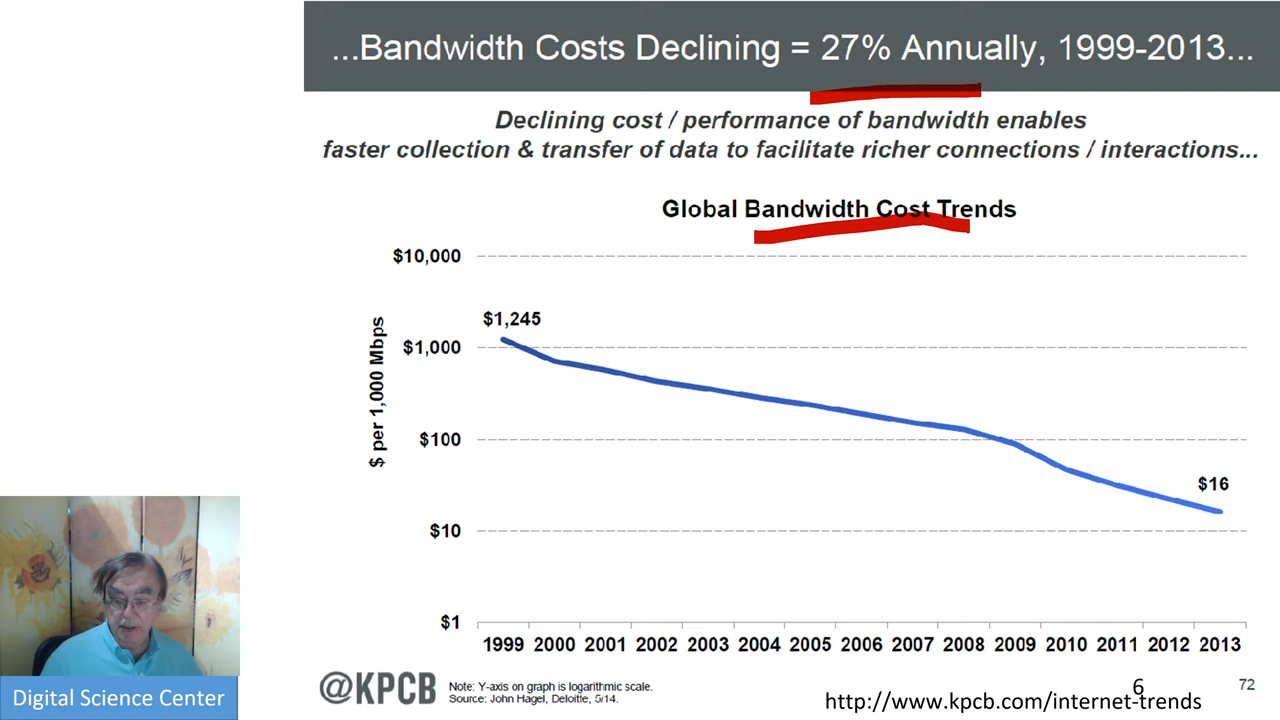 ...Bandwidth Costs Declining = 27% Annually, 1999-2013...
Declining cost / performance of bandwidth enables
faster collection & transfer of data to facilitate richer connections / interactions...
Global Bandwidth Cost Trends
$ per 1,000 Mbps
$10,000
$1,000
$100
$10
$1
$1,245
$16
1999 2000 2001 2002 2003 2004 2005 2006 2007 2008 2009 2010 2011 2012 2013
@KPCB
Note: Y-axis on graph is logarithmic scale.
Source: John Hagel, Deloitte, 5/14.
6
72
http://www.kpcb.com/internet-trends
Digital Science Center